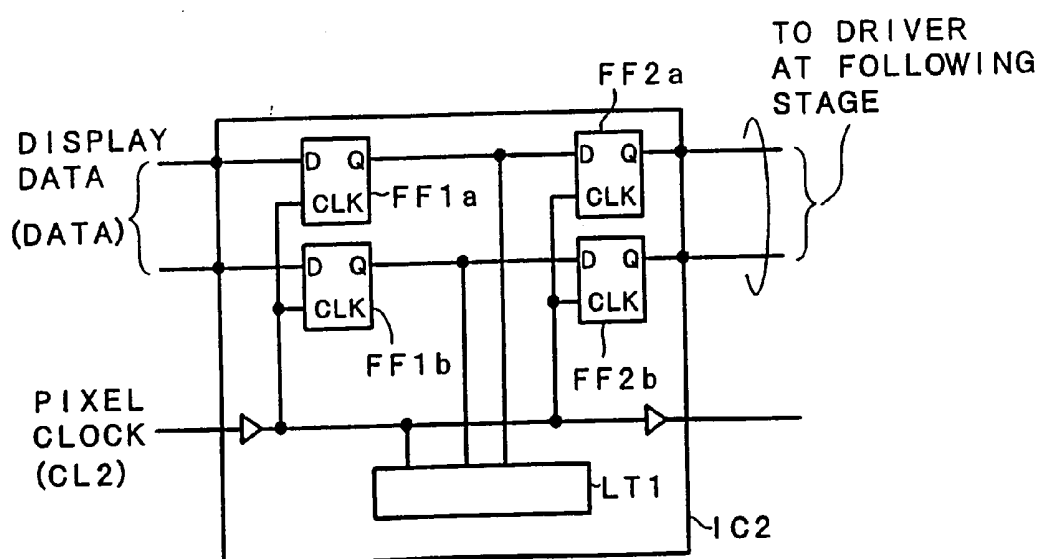 TO DRIVER
AT FOLLOWING
STAGE
FF2a
DISPLAY
DATA
(DATA)
D Q
CLK
FF1a
D Q
CLK
D Q
CLK
FF1b
D Q
CLK
FF2b
PIXEL
CLOCK
(CL2)
LT1
IC2